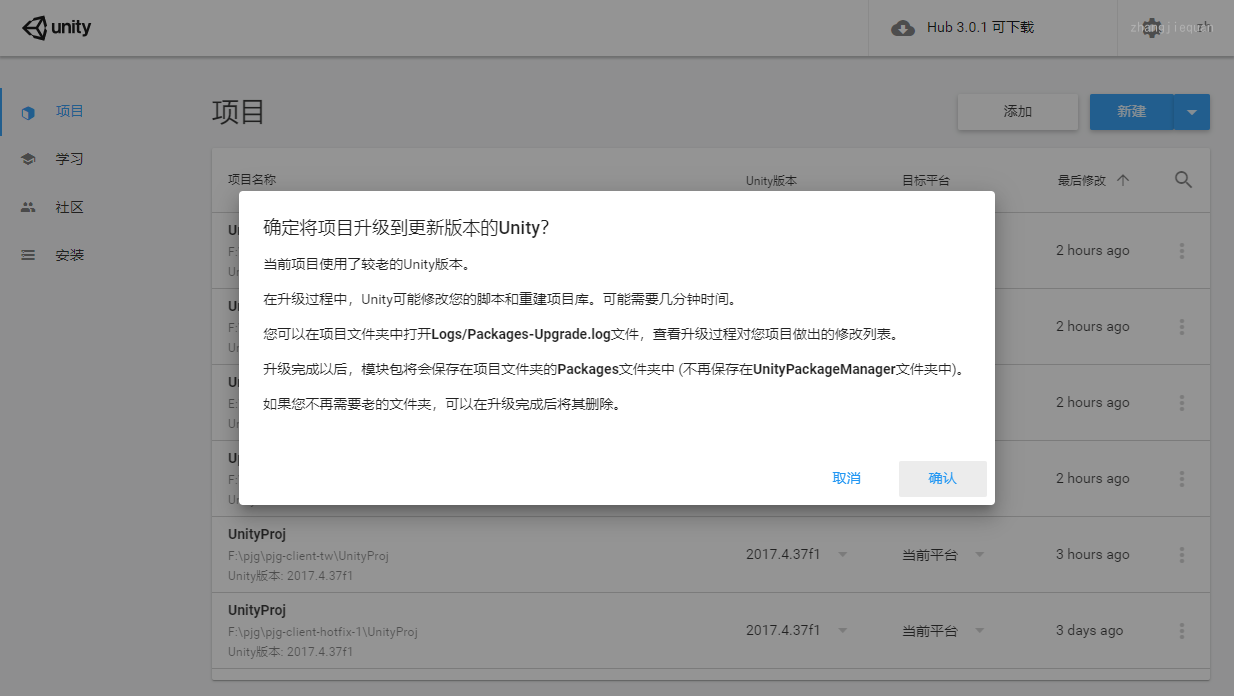 unity
Hub 3.0.1 可下载
zhangjiequan
项目
学习
社区
安装
项目
添加
新建
项目名称
Unity版本
目标平台
最后修改
确定将项目升级到更新版本的Unity?
当前项目使用了较老的Unity版本。
在升级过程中，Unity可能修改您的脚本和重建项目库。可能需要几分钟时间。
您可以在项目文件夹中打开Logs/Packages-Upgrade.log文件，查看升级过程对您项目做出的修改列表。
升级完成以后，模块包将会保存在项目文件夹的Packages文件夹中 (不再保存在UnityPackageManager文件夹中)。
如果您不再需要老的文件夹，可以在升级完成后将其删除。
取消
确认
2 hours ago
2 hours ago
2 hours ago
2 hours ago
UnityProj
F:\pjg\pjg-client-tw\UnityProj
Unity版本: 2017.4.37f1
2017.4.37f1
当前平台
3 hours ago
UnityProj
F:\pjg\pjg-client-hotfix-1\UnityProj
Unity版本: 2017.4.37f1
2017.4.37f1
当前平台
3 days ago